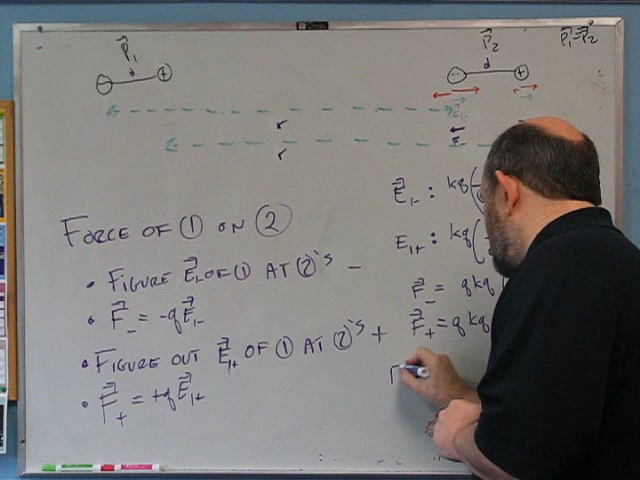 P⃗₁
d
− +
P⃗₂
d
− +
r
r
E⃗₁₋ : kq(
E₁₊ : kq(
F⃗₋ = qkq
F⃗₊ = qkq
FORCE OF ① ON ②
• FIGURE E⃗₁₋ OF ① AT ②'S −
• F⃗₋ = -qE⃗₁₋
• FIGURE OUT E⃗₁₊ OF ① AT ②'S +
• F⃗₊ = +qE⃗₁₊